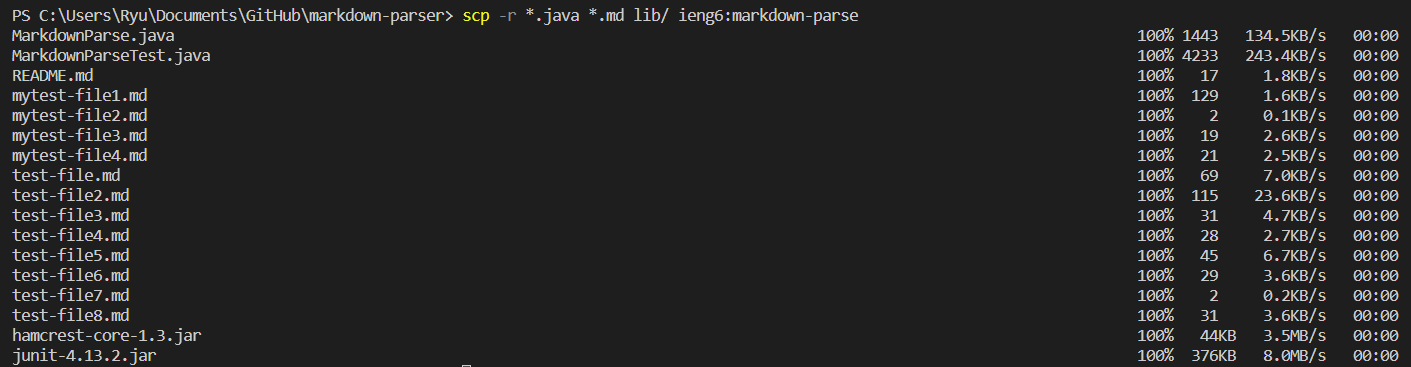 PS C:\Users\Ryu\Documents\GitHub\markdown-parser> scp -r *.java *.md lib/ ieng6:markdown-parse
MarkdownParse.java 100% 1443 134.5KB/s 00:00
MarkdownParseTest.java 100% 4233 243.4KB/s 00:00
README.md 100% 17 1.8KB/s 00:00
mytest-file1.md 100% 129 1.6KB/s 00:00
mytest-file2.md 100% 2 0.1KB/s 00:00
mytest-file3.md 100% 19 2.6KB/s 00:00
mytest-file4.md 100% 21 2.5KB/s 00:00
test-file.md 100% 69 7.0KB/s 00:00
test-file2.md 100% 115 23.6KB/s 00:00
test-file3.md 100% 31 4.7KB/s 00:00
test-file4.md 100% 28 2.7KB/s 00:00
test-file5.md 100% 45 6.7KB/s 00:00
test-file6.md 100% 29 3.6KB/s 00:00
test-file7.md 100% 2 0.2KB/s 00:00
test-file8.md 100% 31 3.6KB/s 00:00
hamcrest-core-1.3.jar 100% 44KB 3.5MB/s 00:00
junit-4.13.2.jar 100% 376KB 8.0MB/s 00:00